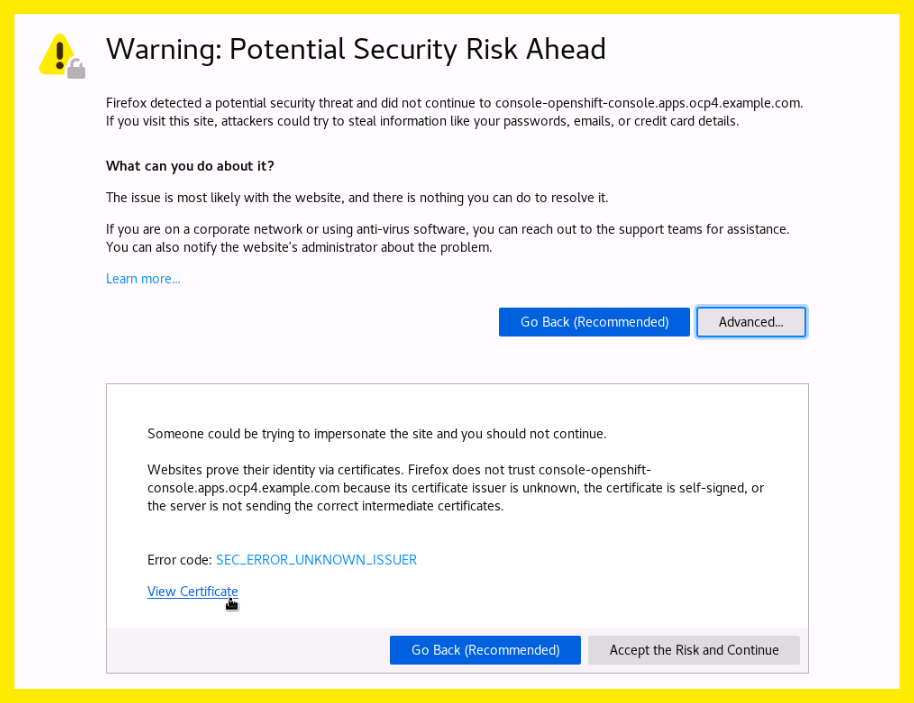 Warning: Potential Security Risk Ahead
Firefox detected a potential security threat and did not continue to console-openshift-console.apps.ocp4.example.com.
If you visit this site, attackers could try to steal information like your passwords, emails, or credit card details.
What can you do about it?
The issue is most likely with the website, and there is nothing you can do to resolve it.
If you are on a corporate network or using anti-virus software, you can reach out to the support teams for assistance.
You can also notify the website's administrator about the problem.
Learn more...
Go Back (Recommended)
Advanced...
Someone could be trying to impersonate the site and you should not continue.
Websites prove their identity via certificates. Firefox does not trust console-openshift-
console.apps.ocp4.example.com because its certificate issuer is unknown, the certificate is self-signed, or
the server is not sending the correct intermediate certificates.
Error code: SEC_ERROR_UNKNOWN_ISSUER
View Certificate
Go Back (Recommended)
Accept the Risk and Continue